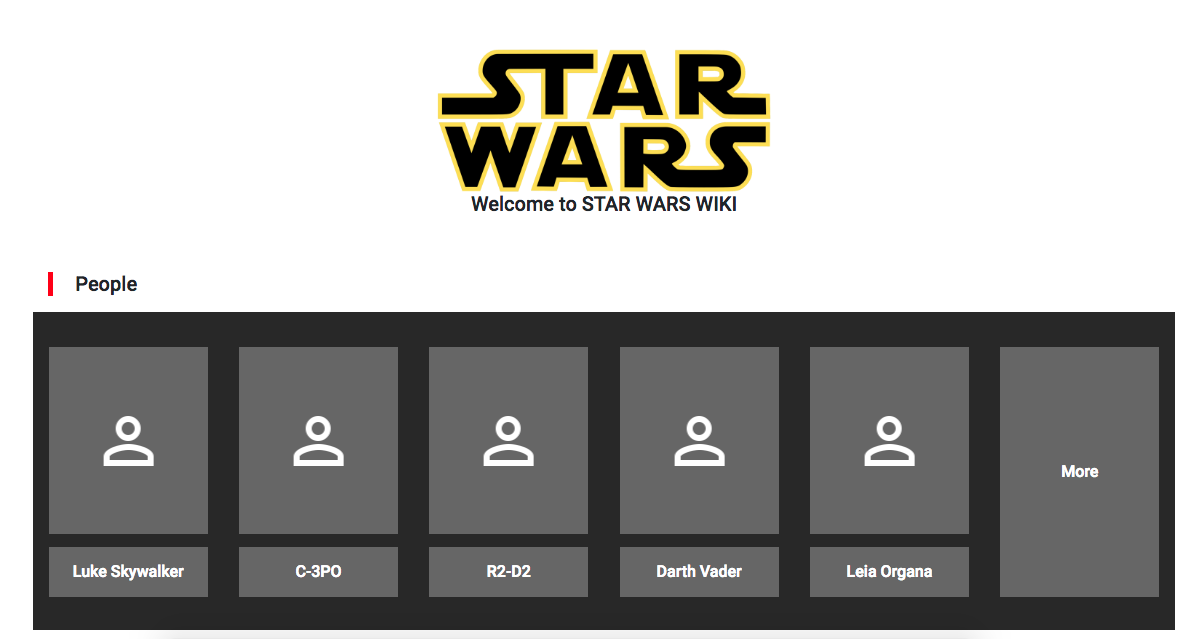 STAR
WARS
Welcome to STAR WARS WIKI
People
More
Luke Skywalker
C-3PO
R2-D2
Darth Vader
Leia Organa